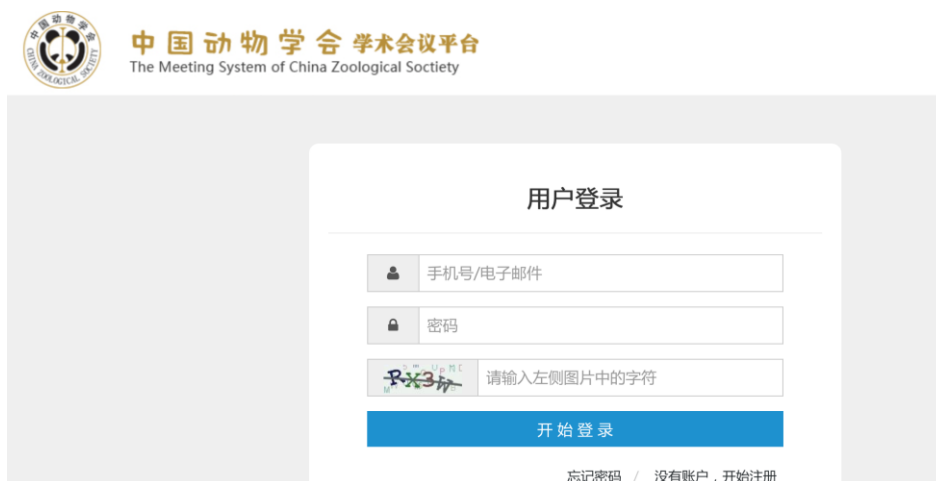 中国动物学会 学术会议平台
The Meeting System of China Zoological Soctiety
用户登录
手机号/电子邮件
密码
请输入左侧图片中的字符
开始登录
忘记密码 / 没有账户，开始注册